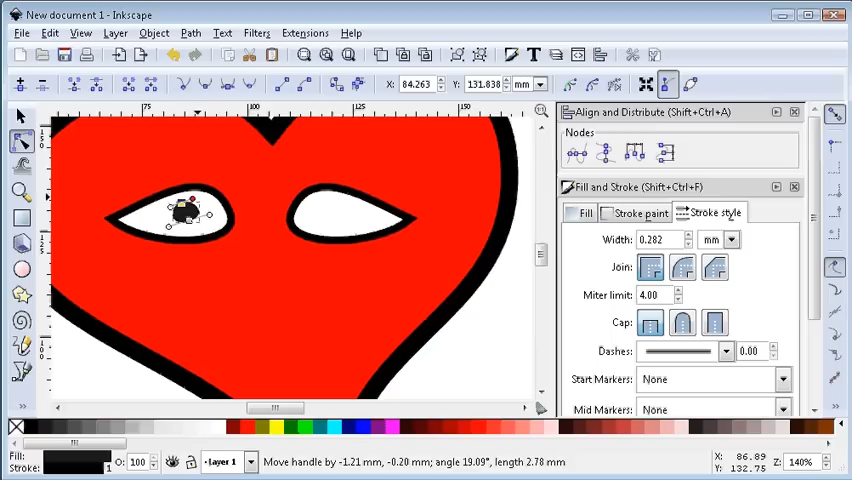 New document 1 - Inkscape
File Edit View Layer Object Path Text Filters Extensions Help
X: 84.263 Y: 131.838 mm
75 100 125 150
Align and Distribute (Shift+Ctrl+A)
Nodes
Fill and Stroke (Shift+Ctrl+F)
Fill Stroke paint Stroke style
Width: 0.282 mm
Join:
Miter limit: 4.00
Cap:
Dashes: 0.00
Start Markers: None
Mid Markers: None
Fill:
Stroke: 1 O: 100 Layer 1 Move handle by -1.21 mm, -0.20 mm; angle 19.09°, length 2.78 mm X: 86.89 Y: 132.75 Z: 140%